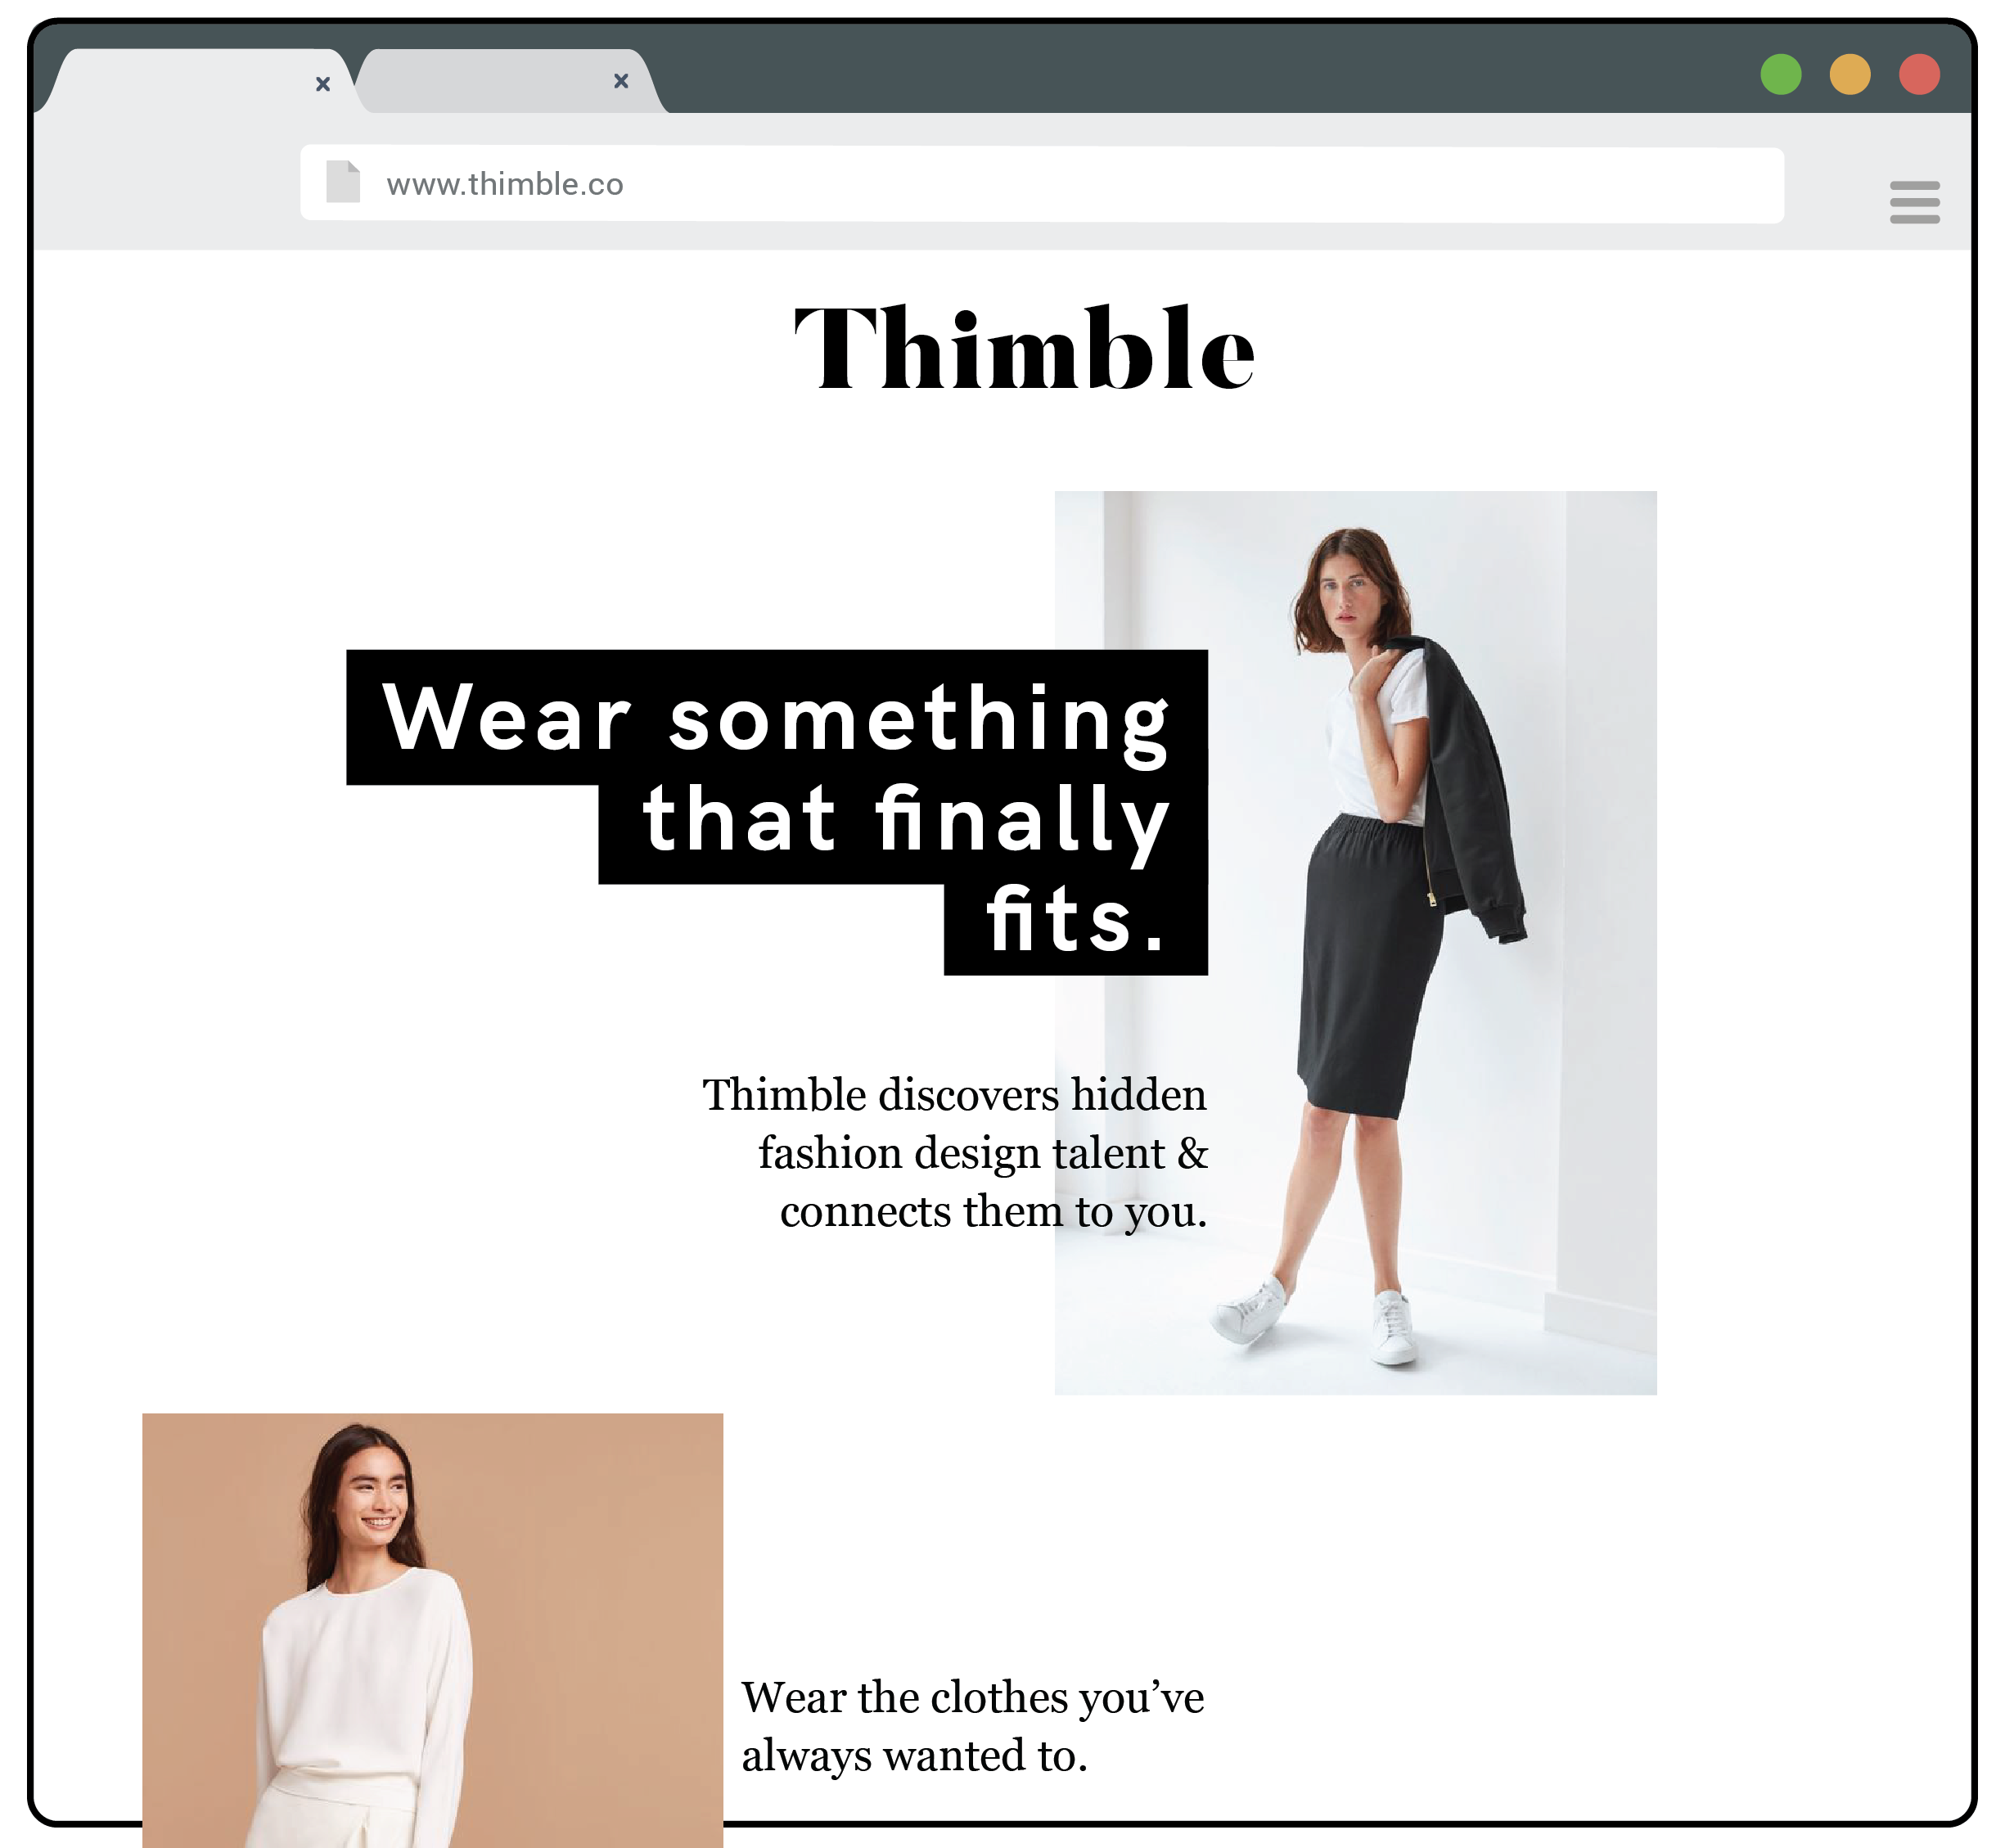 www.thimble.co
Thimble
Wear something
that finally
fits.
Thimble discovers hidden
fashion design talent &
connects them to you.
Wear the clothes you’ve
always wanted to.